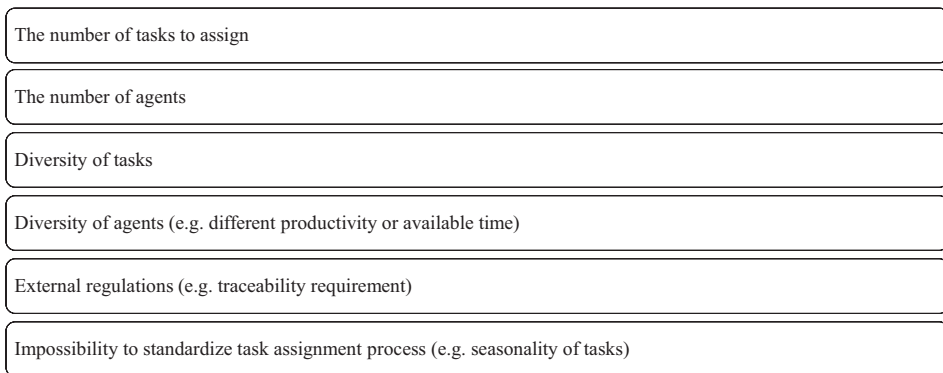 The number of tasks to assign
The number of agents
Diversity of tasks
Diversity of agents (e.g. different productivity or available time)
External regulations (e.g. traceability requirement)
Impossibility to standardize task assignment process (e.g. seasonality of tasks)